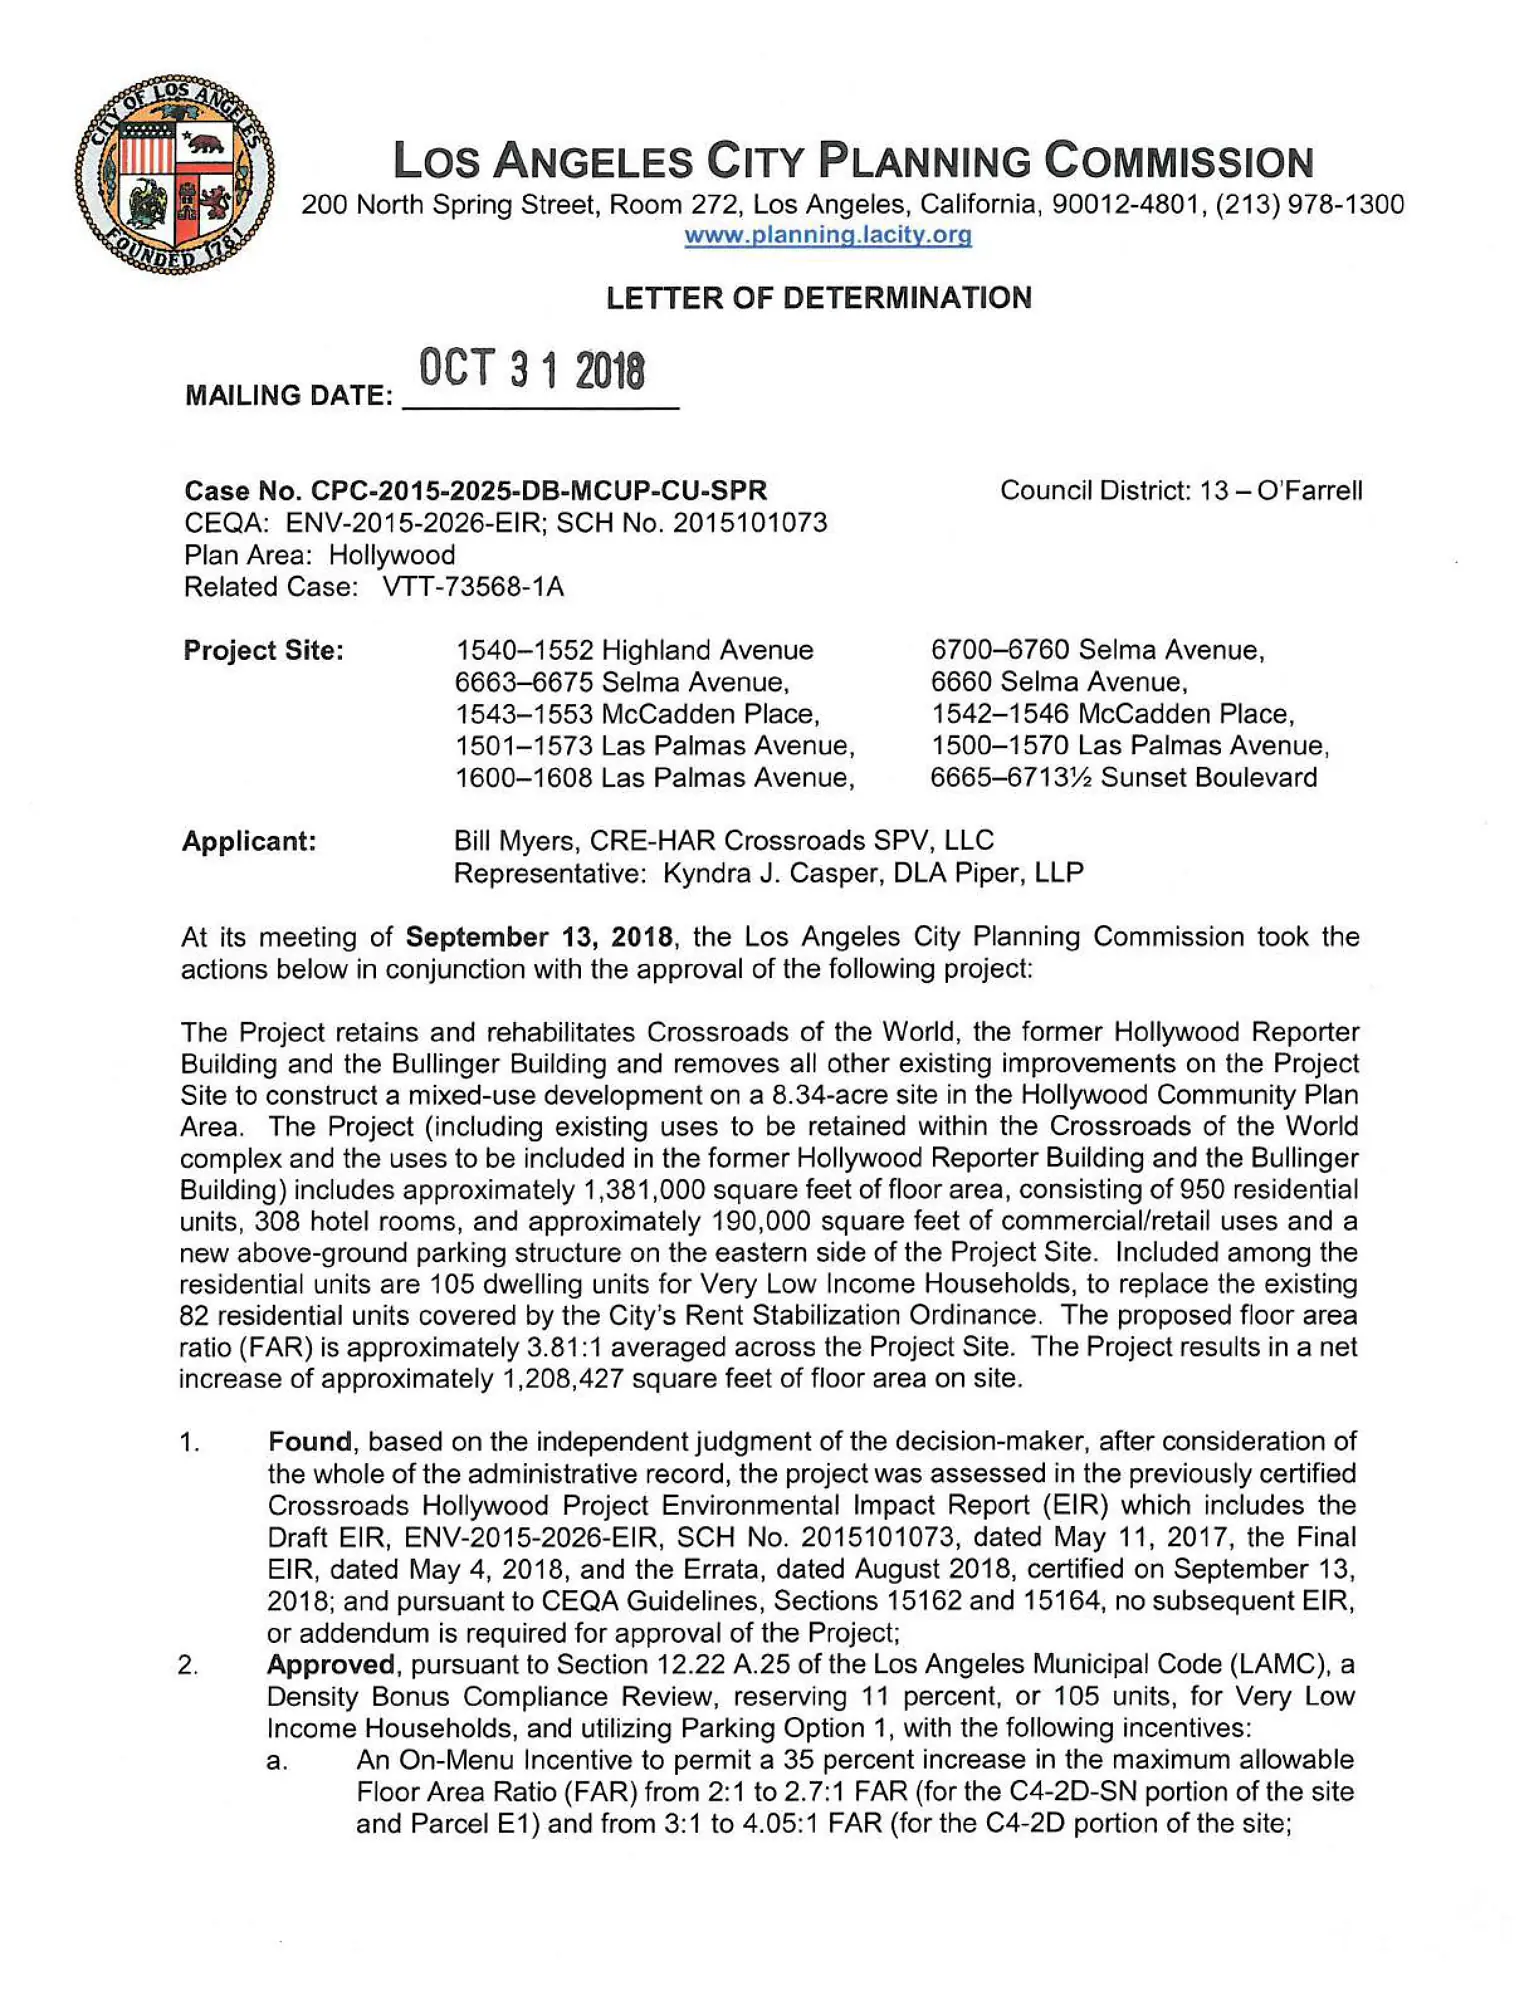 CITY OF LOS ANGELES
FOUNDED 1781
LOS ANGELES CITY PLANNING COMMISSION
200 North Spring Street, Room 272, Los Angeles, California, 90012-4801, (213) 978-1300
www.planning.lacity.org
LETTER OF DETERMINATION
MAILING DATE: OCT 31 2018
Case No. CPC-2015-2025-DB-MCUP-CU-SPR Council District: 13 – O'Farrell
CEQA: ENV-2015-2026-EIR; SCH No. 2015101073
Plan Area: Hollywood
Related Case: VTT-73568-1A
Project Site: 1540–1552 Highland Avenue 6700–6760 Selma Avenue,
6663–6675 Selma Avenue, 6660 Selma Avenue,
1543–1553 McCadden Place, 1542–1546 McCadden Place,
1501–1573 Las Palmas Avenue, 1500–1570 Las Palmas Avenue,
1600–1608 Las Palmas Avenue, 6665–6713½ Sunset Boulevard
Applicant: Bill Myers, CRE-HAR Crossroads SPV, LLC
Representative: Kyndra J. Casper, DLA Piper, LLP
At its meeting of September 13, 2018, the Los Angeles City Planning Commission took the
actions below in conjunction with the approval of the following project:
The Project retains and rehabilitates Crossroads of the World, the former Hollywood Reporter
Building and the Bullinger Building and removes all other existing improvements on the Project
Site to construct a mixed-use development on a 8.34-acre site in the Hollywood Community Plan
Area. The Project (including existing uses to be retained within the Crossroads of the World
complex and the uses to be included in the former Hollywood Reporter Building and the Bullinger
Building) includes approximately 1,381,000 square feet of floor area, consisting of 950 residential
units, 308 hotel rooms, and approximately 190,000 square feet of commercial/retail uses and a
new above-ground parking structure on the eastern side of the Project Site. Included among the
residential units are 105 dwelling units for Very Low Income Households, to replace the existing
82 residential units covered by the City's Rent Stabilization Ordinance. The proposed floor area
ratio (FAR) is approximately 3.81:1 averaged across the Project Site. The Project results in a net
increase of approximately 1,208,427 square feet of floor area on site.
1. Found, based on the independent judgment of the decision-maker, after consideration of
the whole of the administrative record, the project was assessed in the previously certified
Crossroads Hollywood Project Environmental Impact Report (EIR) which includes the
Draft EIR, ENV-2015-2026-EIR, SCH No. 2015101073, dated May 11, 2017, the Final
EIR, dated May 4, 2018, and the Errata, dated August 2018, certified on September 13,
2018; and pursuant to CEQA Guidelines, Sections 15162 and 15164, no subsequent EIR,
or addendum is required for approval of the Project;
2. Approved, pursuant to Section 12.22 A.25 of the Los Angeles Municipal Code (LAMC), a
Density Bonus Compliance Review, reserving 11 percent, or 105 units, for Very Low
Income Households, and utilizing Parking Option 1, with the following incentives:
a. An On-Menu Incentive to permit a 35 percent increase in the maximum allowable
Floor Area Ratio (FAR) from 2:1 to 2.7:1 FAR (for the C4-2D-SN portion of the site
and Parcel E1) and from 3:1 to 4.05:1 FAR (for the C4-2D portion of the site;